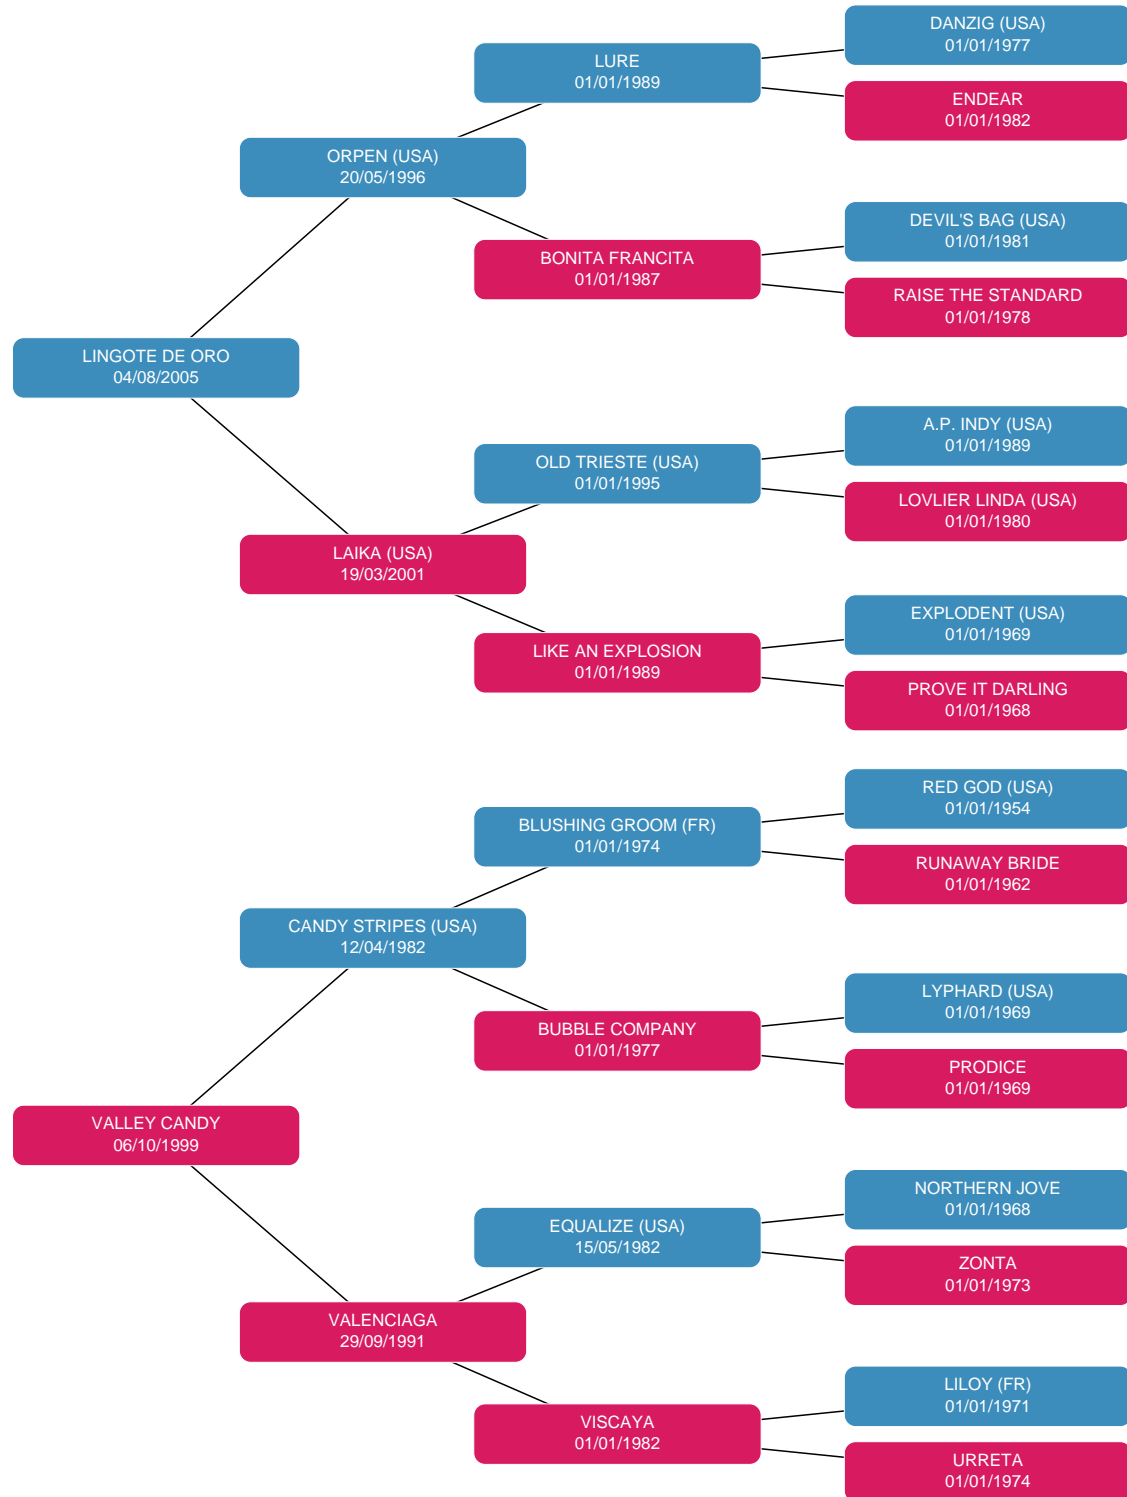 DANZIG (USA)
01/01/1977
LURE
01/01/1989
ENDEAR
01/01/1982
ORPEN (USA)
20/05/1996
DEVIL'S BAG (USA)
01/01/1981
BONITA FRANCITA
01/01/1987
RAISE THE STANDARD
01/01/1978
LINGOTE DE ORO
04/08/2005
A.P. INDY (USA)
01/01/1989
OLD TRIESTE (USA)
01/01/1995
LOVLIER LINDA (USA)
01/01/1980
LAIKA (USA)
19/03/2001
EXPLODENT (USA)
01/01/1969
LIKE AN EXPLOSION
01/01/1989
PROVE IT DARLING
01/01/1968
RED GOD (USA)
01/01/1954
BLUSHING GROOM (FR)
01/01/1974
RUNAWAY BRIDE
01/01/1962
CANDY STRIPES (USA)
12/04/1982
LYPHARD (USA)
01/01/1969
BUBBLE COMPANY
01/01/1977
PRODICE
01/01/1969
VALLEY CANDY
06/10/1999
NORTHERN JOVE
01/01/1968
EQUALIZE (USA)
15/05/1982
ZONTA
01/01/1973
VALENCIAGA
29/09/1991
LILOY (FR)
01/01/1971
VISCAYA
01/01/1982
URRETA
01/01/1974